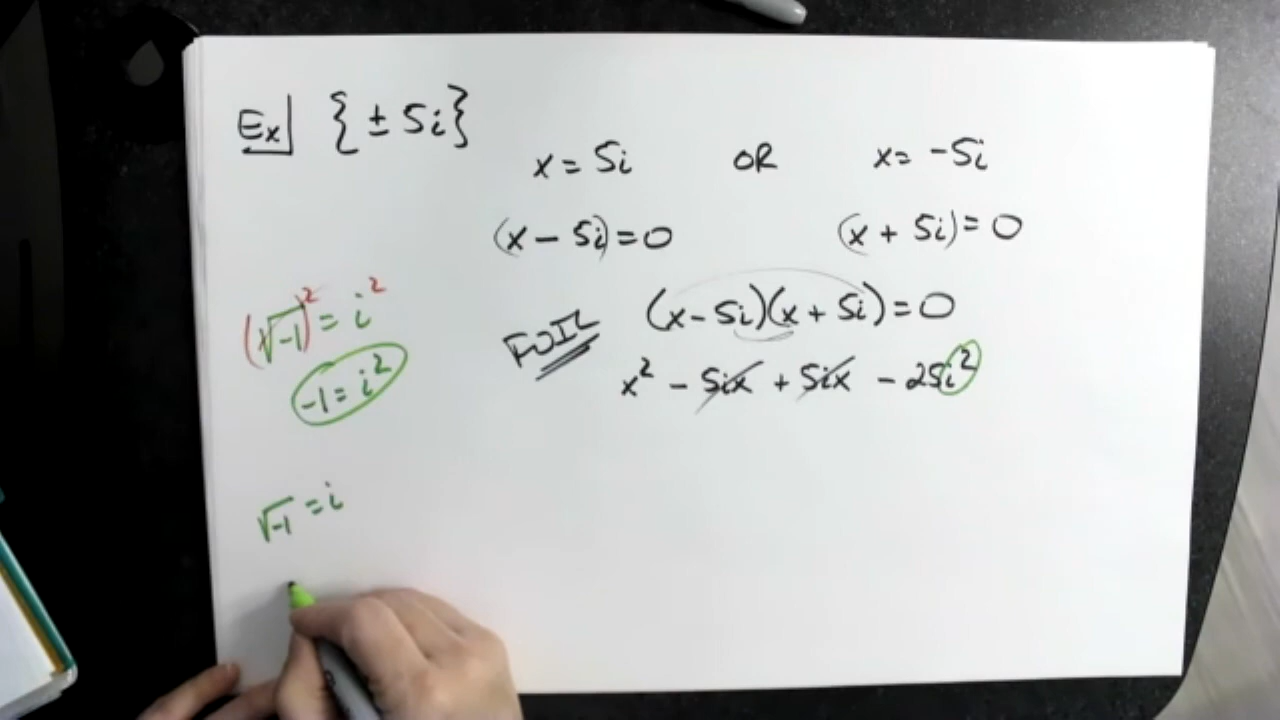 Ex {± 5i}
x = 5i OR x = -5i
(x - 5i) = 0 (x + 5i) = 0
(x - 5i)(x + 5i) = 0
FOIL
x² - 5ix + 5ix - 25i²
(√-1)² = i²
-1 = i²
√-1 = i